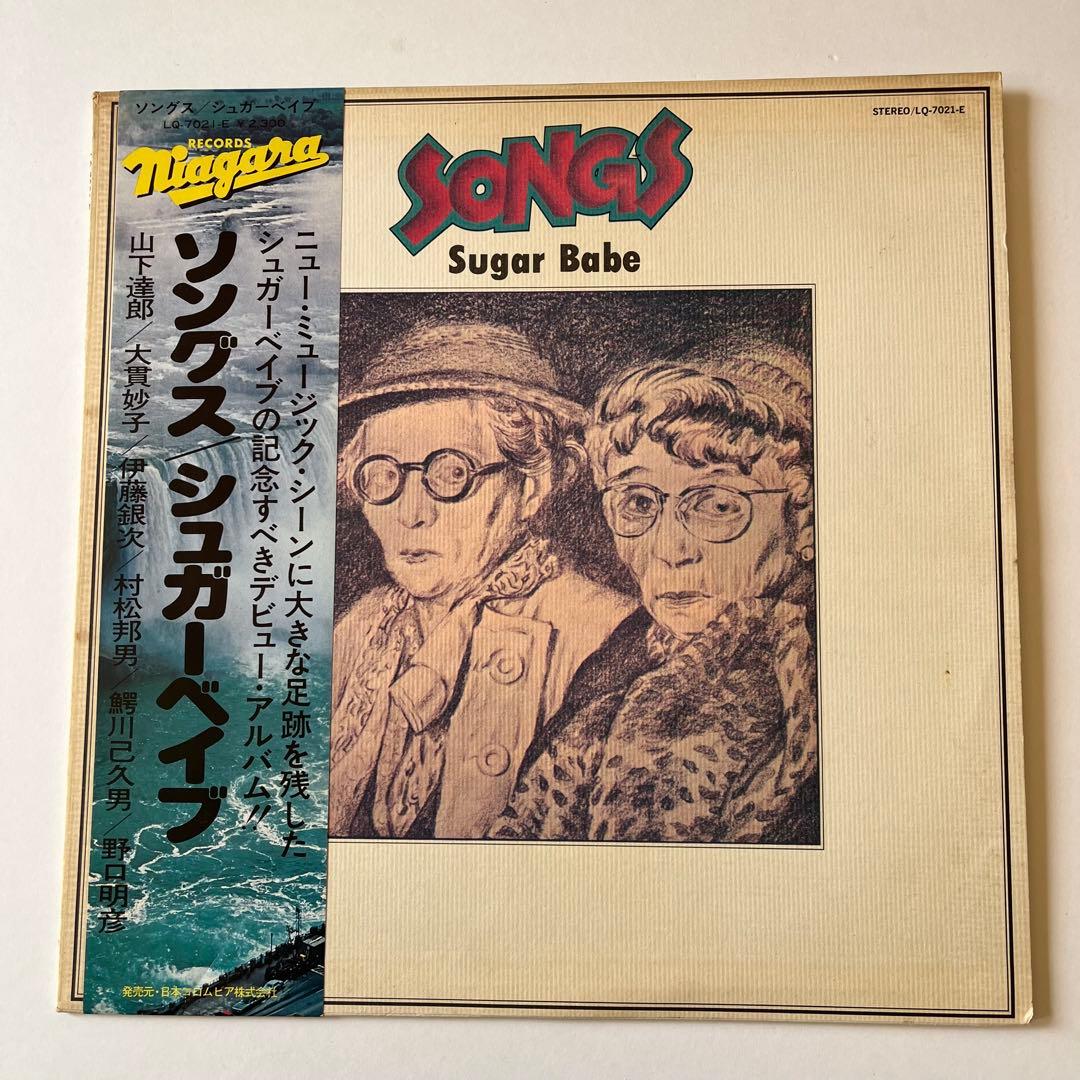 ソングス/シュガーベイブ
LQ-7021-E ¥2,300
RECORDS
Niagara
ニュー・ミュージック・シーンに大きな足跡を残した
シュガーベイブの記念すべきデビュー・アルバム!!
ソングス/シュガーベイブ
山下達郎/大貫妙子/伊藤銀次/村松邦男/鰐川己久男/野口明彦
発売元・日本コロムビア株式会社
STEREO/LQ-7021-E
SONGS
Sugar Babe